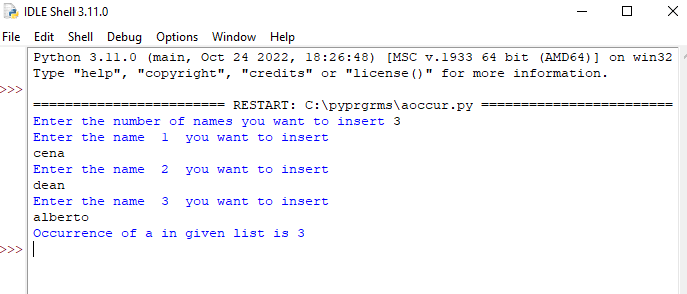 IDLE Shell 3.11.0
File Edit Shell Debug Options Window Help
Python 3.11.0 (main, Oct 24 2022, 18:26:48) [MSC v.1933 64 bit (AMD64)] on win32
Type "help", "copyright", "credits" or "license()" for more information.
>>>
======================== RESTART: C:\pyprgrms\aoccur.py ========================
Enter the number of names you want to insert 3
Enter the name  1  you want to insert
cena
Enter the name  2  you want to insert
dean
Enter the name  3  you want to insert
alberto
Occurrence of a in given list is 3
>>>